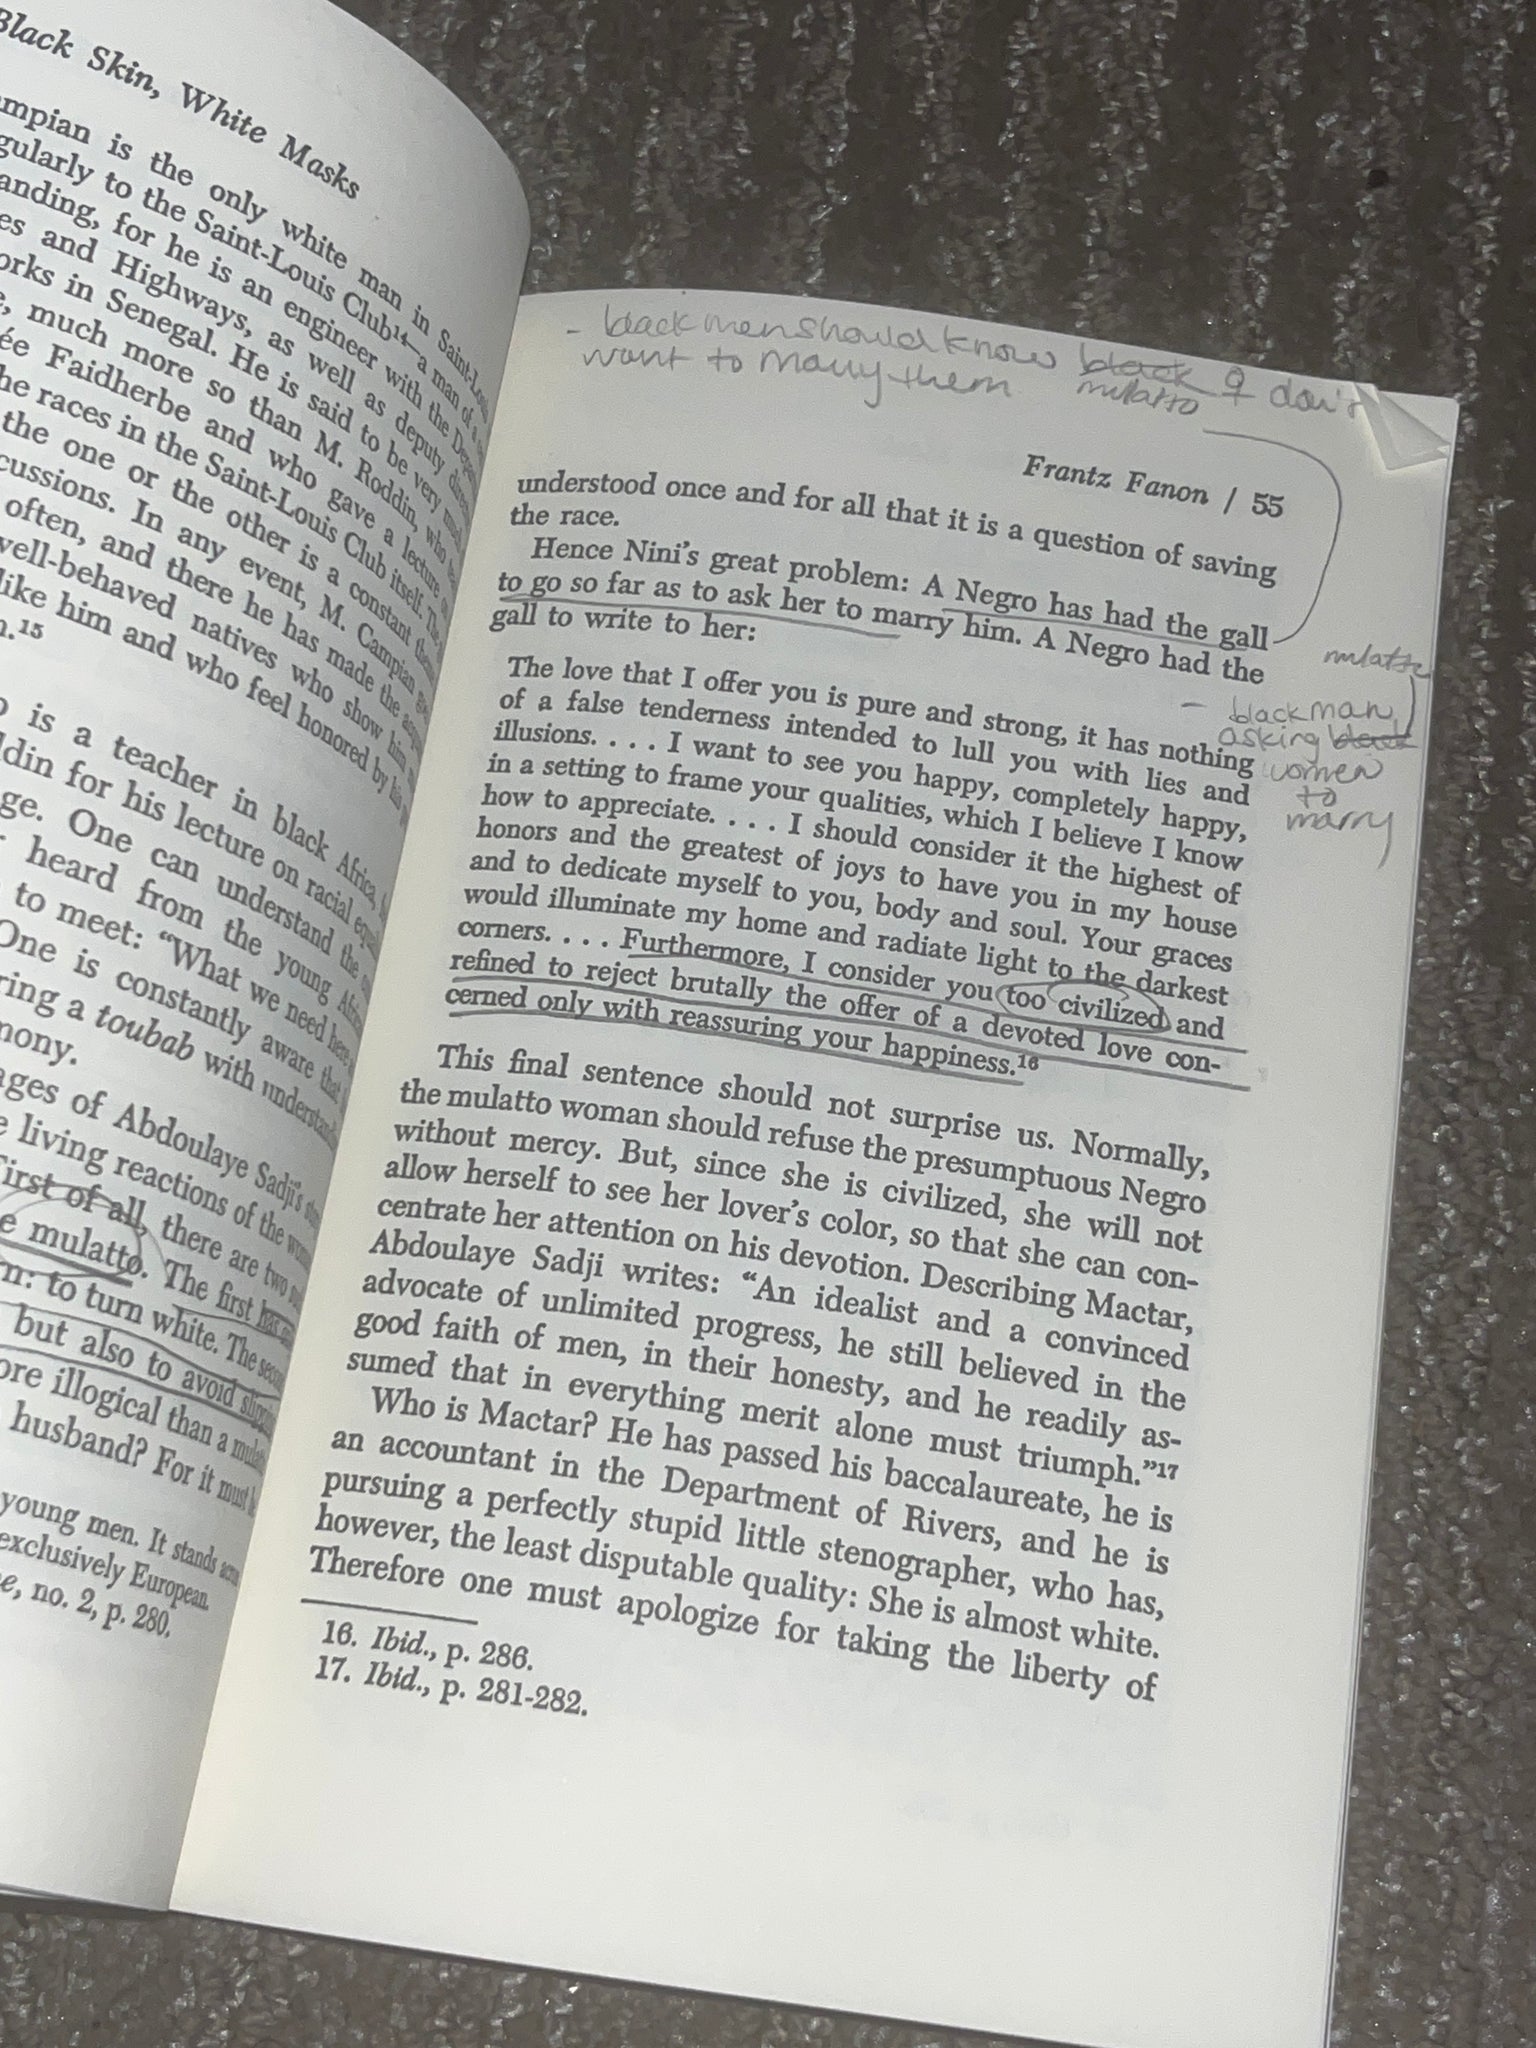 Black Skin, White Masks
ampian is the only white man in Saint-Louis
gularly to the Saint-Louis Club¹⁴—a man of a
anding, for he is an engineer with the
es and Highways, as well as deputy
orks in Senegal. He is said to be very
e, much more so than M. Roddin, who
ée Faidherbe and who gave a lecture
he races in the Saint-Louis Club itself. The
the one or the other is a constant
cussions. In any event, M. Campian
often, and there he has made the
well-behaved natives who show him
like him and who feel honored by his
n.¹⁵
o is a teacher in black Africa,
ddin for his lecture on racial
ge. One can understand the
r heard from the young
to meet: “What we need here
One is constantly aware that
ring a toubab with
mony.
ages of Abdoulaye Sadji’s
e living reactions of the
First of all, there are two
e mulatto. The first has
rn: to turn white. The
but also to avoid
ore illogical than a
husband? For it must
young men. It stands
exclusively European.
e, no. 2, p. 280.
- black men should know black ♀ don't
mulatto
want to marry them
Frantz Fanon / 55
understood once and for all that it is a question of saving
the race.
Hence Nini’s great problem: A Negro has had the gall
to go so far as to ask her to marry him. A Negro had the
gall to write to her:
mulatto
- black man
asking black
women
to
marry
The love that I offer you is pure and strong, it has nothing
of a false tenderness intended to lull you with lies and
illusions. . . . I want to see you happy, completely happy,
in a setting to frame your qualities, which I believe I know
how to appreciate. . . . I should consider it the highest of
honors and the greatest of joys to have you in my house
and to dedicate myself to you, body and soul. Your graces
would illuminate my home and radiate light to the darkest
corners. . . . Furthermore, I consider you too civilized and
refined to reject brutally the offer of a devoted love con-
cerned only with reassuring your happiness.¹⁶
This final sentence should not surprise us. Normally,
the mulatto woman should refuse the presumptuous Negro
without mercy. But, since she is civilized, she will not
allow herself to see her lover’s color, so that she can con-
centrate her attention on his devotion. Describing Mactar,
Abdoulaye Sadji writes: “An idealist and a convinced
advocate of unlimited progress, he still believed in the
good faith of men, in their honesty, and he readily as-
sumed that in everything merit alone must triumph.”¹⁷
Who is Mactar? He has passed his baccalaureate, he is
an accountant in the Department of Rivers, and he is
pursuing a perfectly stupid little stenographer, who has,
however, the least disputable quality: She is almost white.
Therefore one must apologize for taking the liberty of
16. Ibid., p. 286.
17. Ibid., p. 281-282.